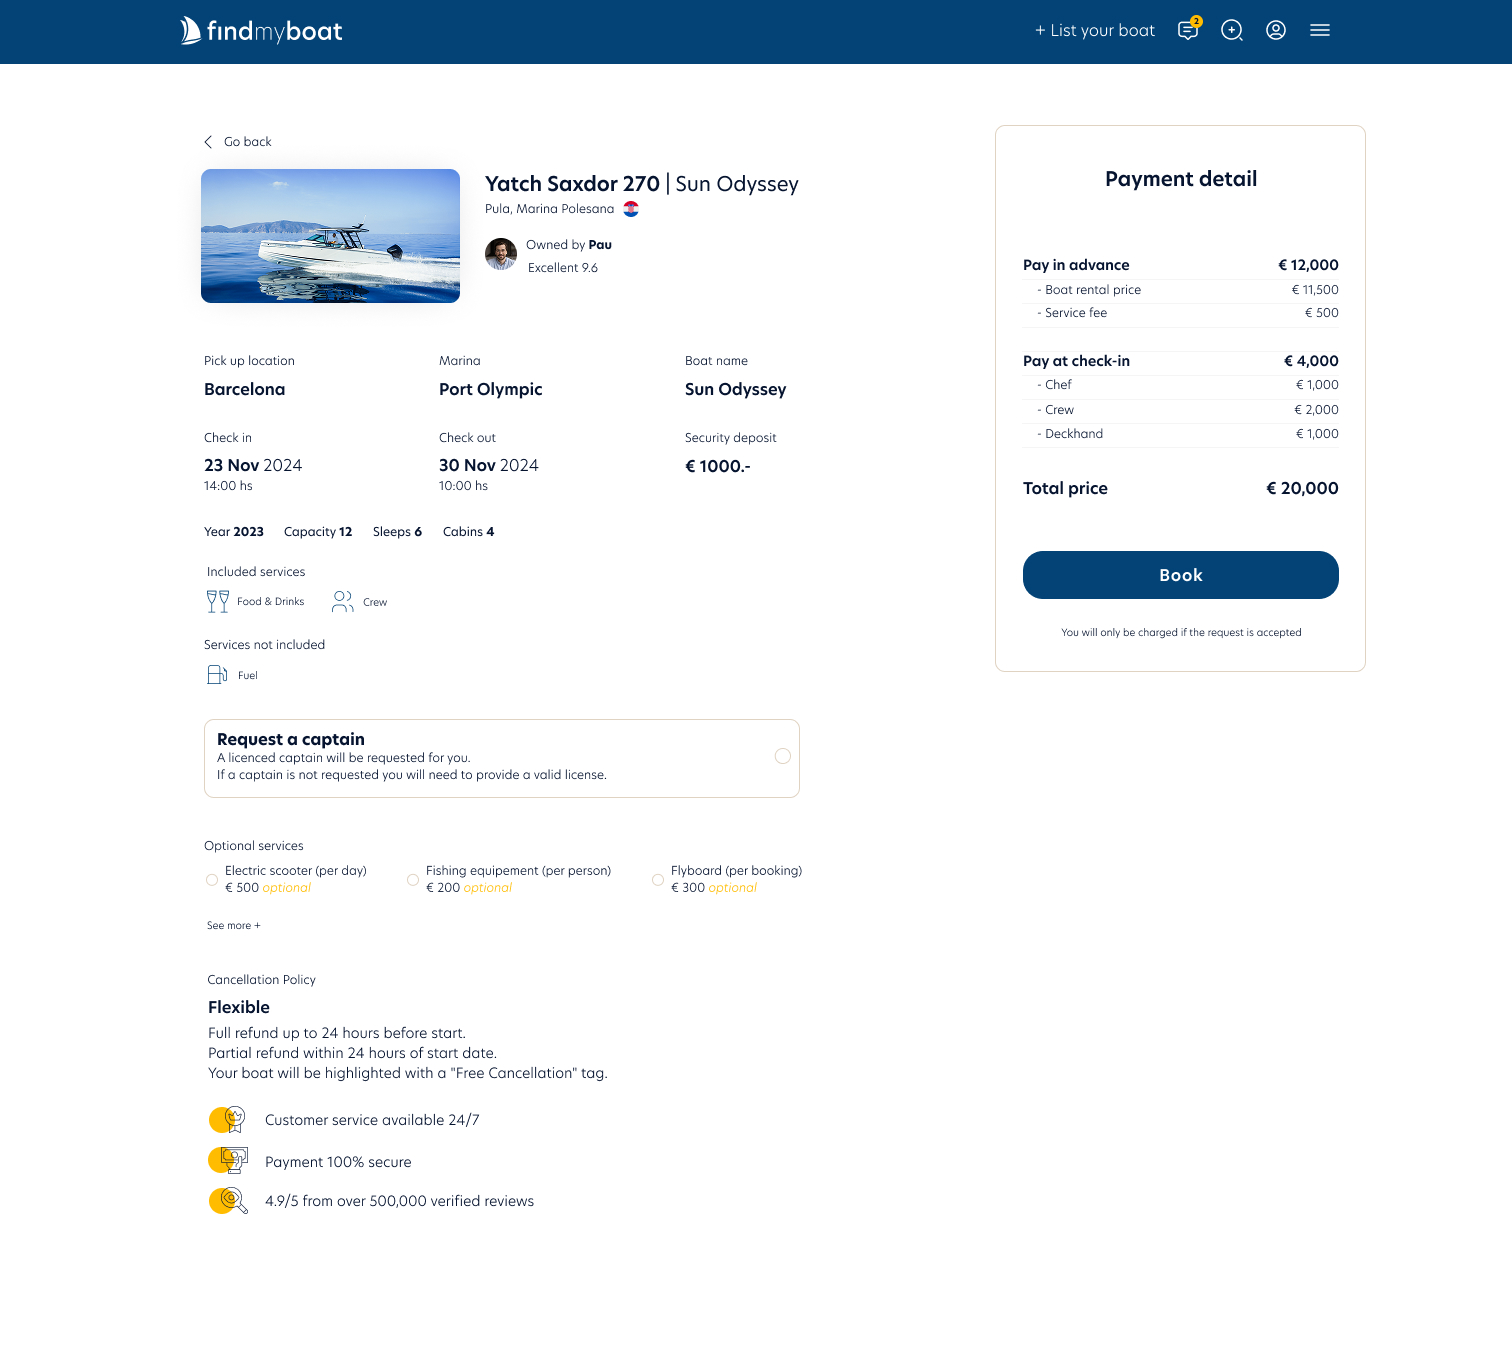 findmyboat
+ List your boat
2
Go back
Yatch Saxdor 270 | Sun Odyssey
Pula, Marina Polesana
Owned by Pau
Excellent 9.6
Pick up location
Marina
Boat name
Barcelona
Port Olympic
Sun Odyssey
Check in
Check out
Security deposit
23 Nov 2024
30 Nov 2024
€ 1000.-
14:00 hs
10:00 hs
Year 2023
Capacity 12
Sleeps 6
Cabins 4
Included services
Food & Drinks
Crew
Services not included
Fuel
Request a captain
A licenced captain will be requested for you.
If a captain is not requested you will need to provide a valid license.
Optional services
Electric scooter (per day)
€ 500 optional
Fishing equipement (per person)
€ 200 optional
Flyboard (per booking)
€ 300 optional
See more +
Cancellation Policy
Flexible
Full refund up to 24 hours before start.
Partial refund within 24 hours of start date.
Your boat will be highlighted with a "Free Cancellation" tag.
Customer service available 24/7
Payment 100% secure
4.9/5 from over 500,000 verified reviews
Payment detail
Pay in advance € 12,000
- Boat rental price € 11,500
- Service fee € 500
Pay at check-in € 4,000
- Chef € 1,000
- Crew € 2,000
- Deckhand € 1,000
Total price € 20,000
Book
You will only be charged if the request is accepted